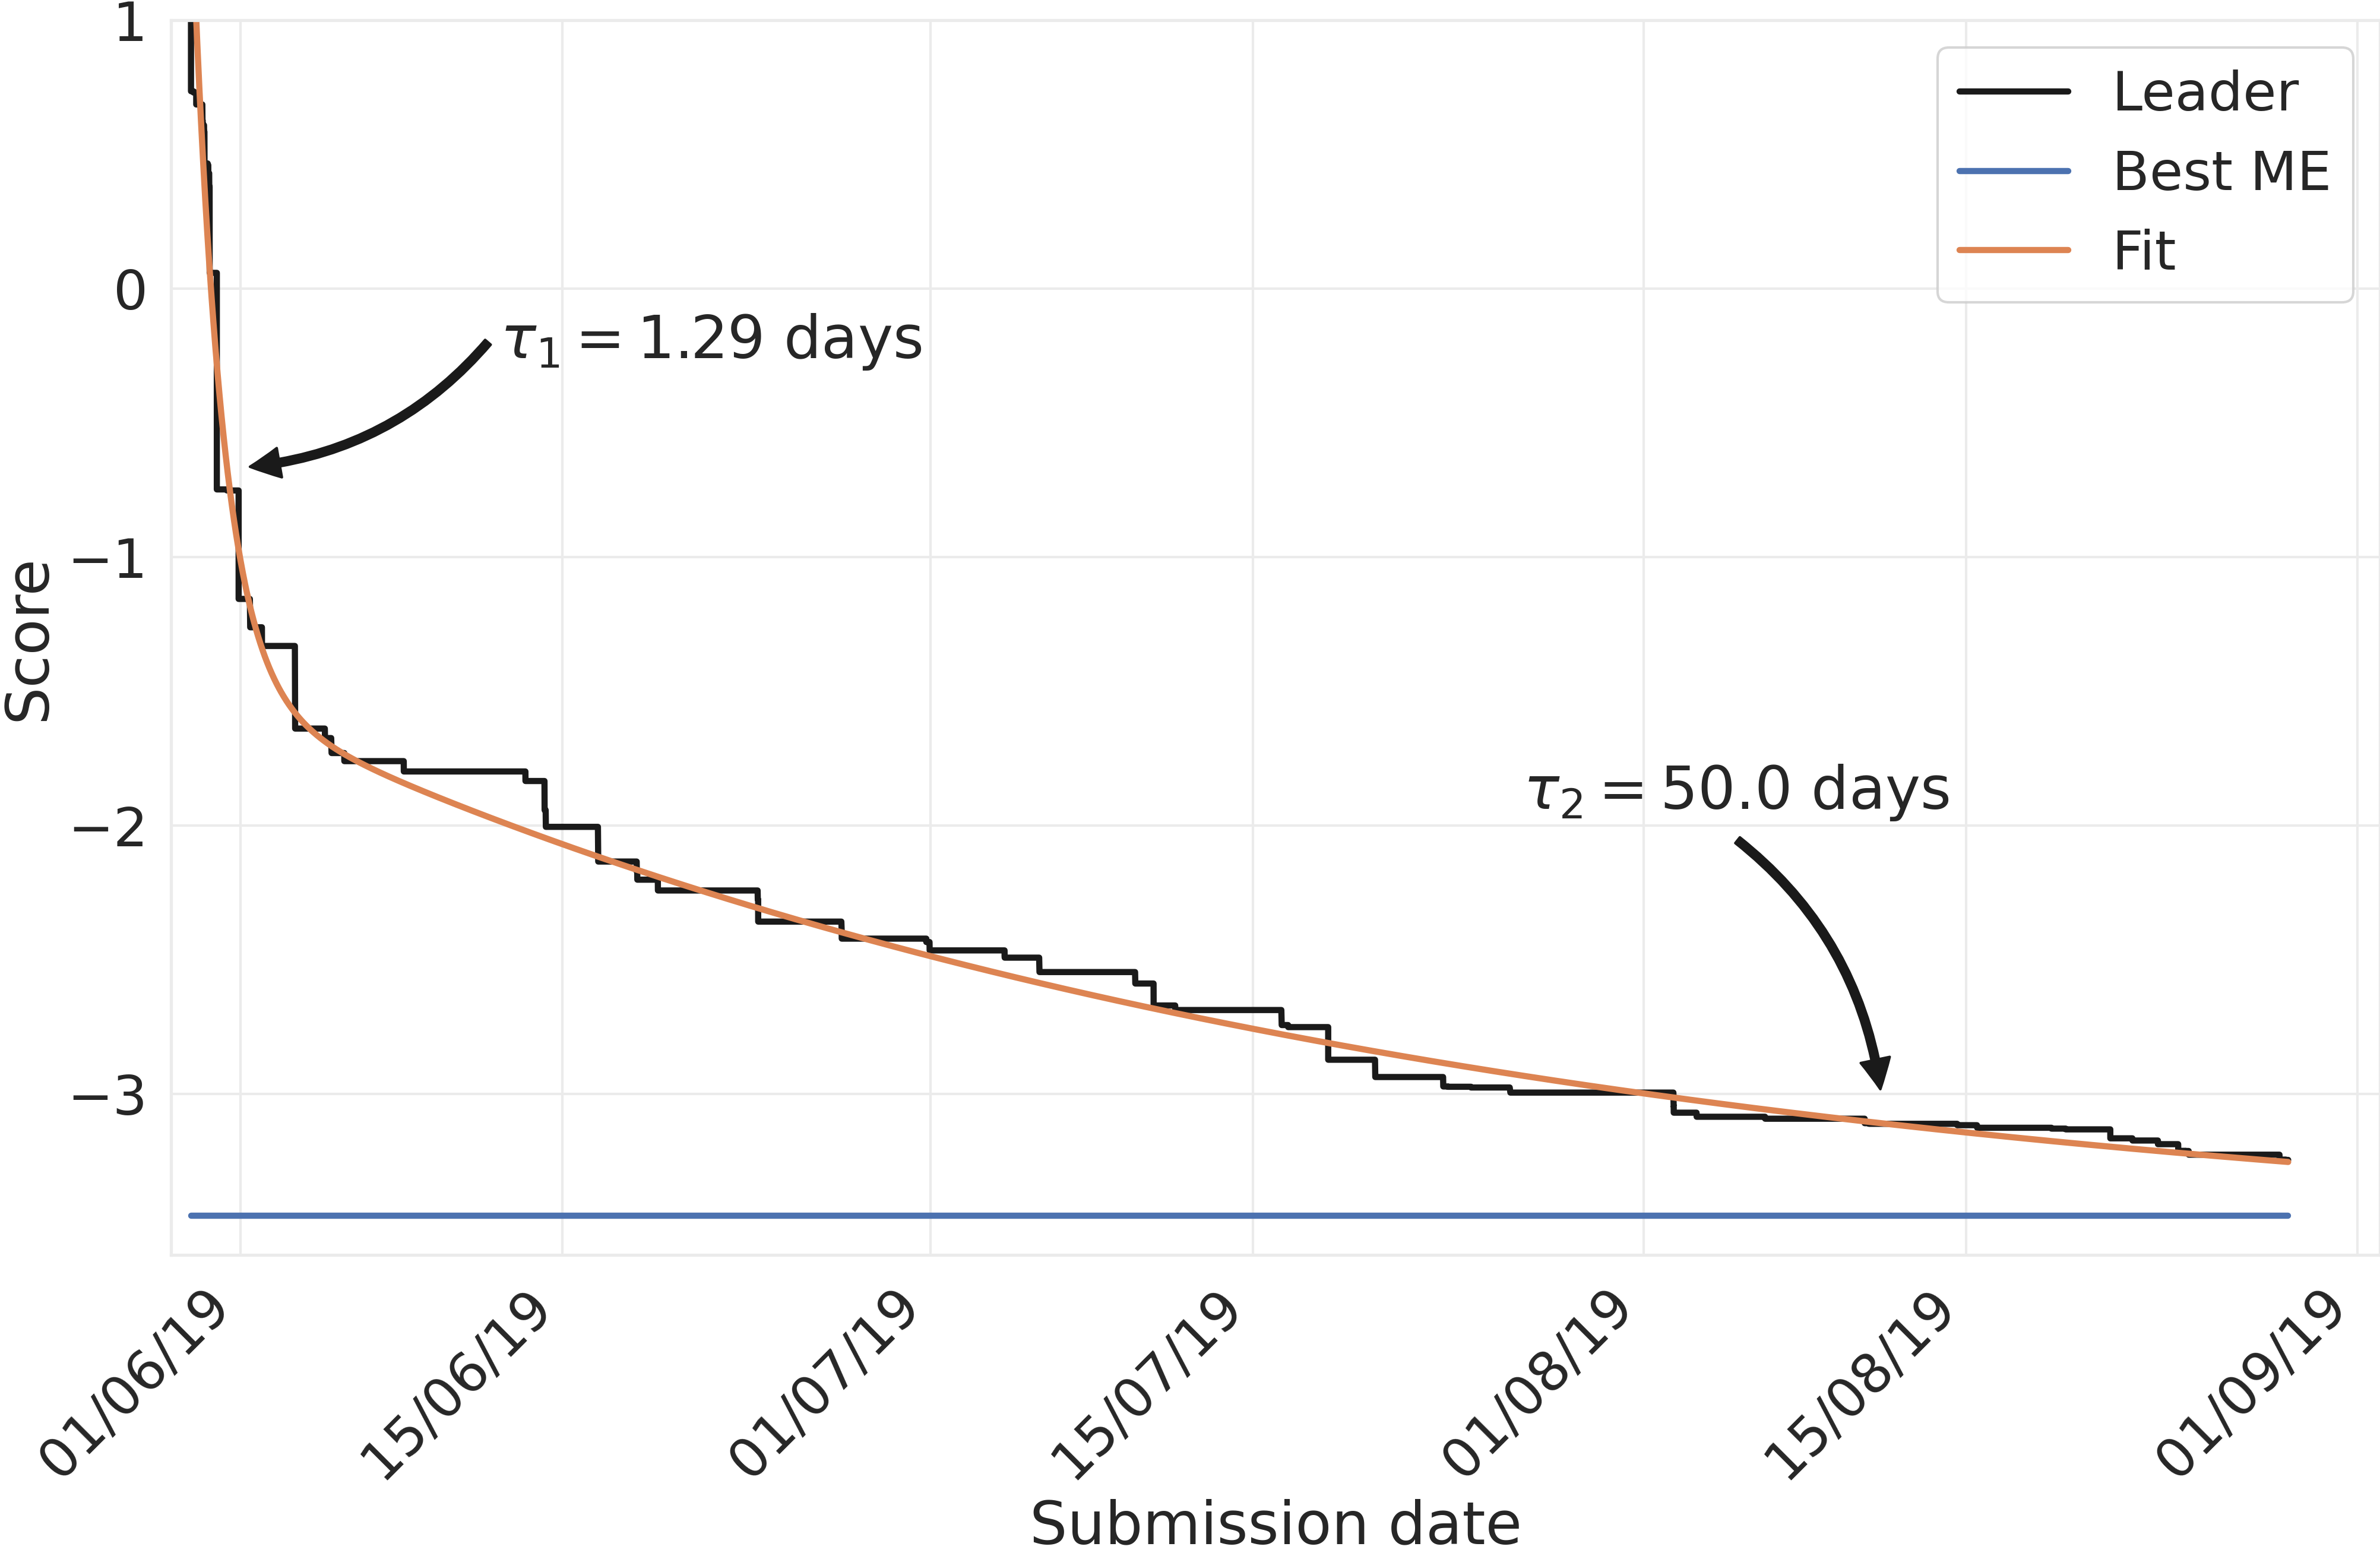 1
0
−1
−2
−3
Score
Leader
Best ME
Fit
τ₁ = 1.29 days
τ₂ = 50.0 days
01/06/19
15/06/19
01/07/19
15/07/19
01/08/19
15/08/19
01/09/19
Submission date